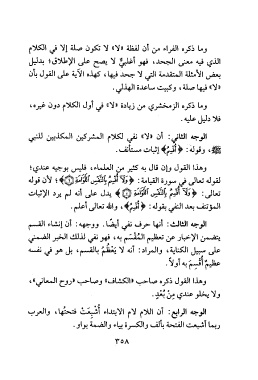 وما ذكره الفراء من أن لفظة «لا» لا تكون صلة إلا في الكلام
الذي فيه معنى الجحد، فهو أغلبيٌّ لا يصح على الإطلاق؛ بدليل
بعض الأمثلة المتقدمة التي لا جحد فيها، كهذه الآية على القول بأن
«لا» فيها صلة، وكبيت ساعدة الهذلي.
وما ذكره الزمخشري من زيادة «لا» في أول الكلام دون غيره،
فلا دليل عليه.
الوجه الثاني: أن «لا» نفي لكلام المشركين المكذبين للنبي
ﷺ، وقوله: ﴿أُقْسِمُ﴾ إثبات مستأنف.
وهذا القول وإن قال به كثير من العلماء، فليس بوجيه عندي؛
لقوله تعالى في سورة القيامة: ﴿وَلَا أُقْسِمُ بِالنَّفْسِ اللَّوَّامَةِ ﴾؛ لأن قوله
تعالى: ﴿وَلَا أُقْسِمُ بِالنَّفْسِ اللَّوَّامَةِ ﴾ يدل على أنه لم يرد الإثبات
المؤتنف بعد النفي بقوله: ﴿أُقْسِمُ﴾، والله تعالى أعلم.
الوجه الثالث: أنها حرف نفي أيضًا. ووجهه: أن إنشاء القسم
يتضمن الإخبار عن تعظيم المُقْسَم به، فهو نفي لذلك الخبر الضمني
على سبيل الكناية، والمراد: أنه لا يَعْظُمُ بالقسم، بل هو في نفسه
عظيمٌ أُقْسِمَ به أولًا.
وهذا القول ذكره صاحب «الكشاف» وصاحب «روح المعاني»،
ولا يخلو عندي مِنْ بُعْدٍ.
الوجه الرابع: أن اللام لام الابتداء أُشْبِعَتْ فتحتُها، والعرب
ربما أشبعت الفتحة بألف والكسرة بياء والضمة بواو.
٣٥٨